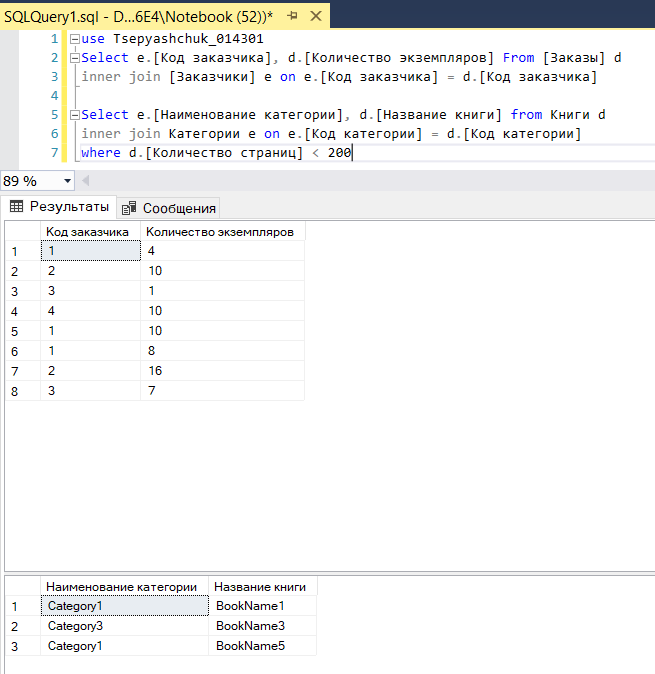 SQLQuery1.sql - D...6E4\Notebook (52))*
1 use Tsepyashchuk_014301
2 Select e.[Код заказчика], d.[Количество экземпляров] From [Заказы] d
3 inner join [Заказчики] e on e.[Код заказчика] = d.[Код заказчика]
4
5 Select e.[Наименование категории], d.[Название книги] from Книги d
6 inner join Категории e on e.[Код категории] = d.[Код категории]
7 where d.[Количество страниц] < 200
89 %
Результаты Сообщения
Код заказчика Количество экземпляров
1 1 4
2 2 10
3 3 1
4 4 10
5 1 10
6 1 8
7 2 16
8 3 7
Наименование категории Название книги
1 Category1 BookName1
2 Category3 BookName3
3 Category1 BookName5